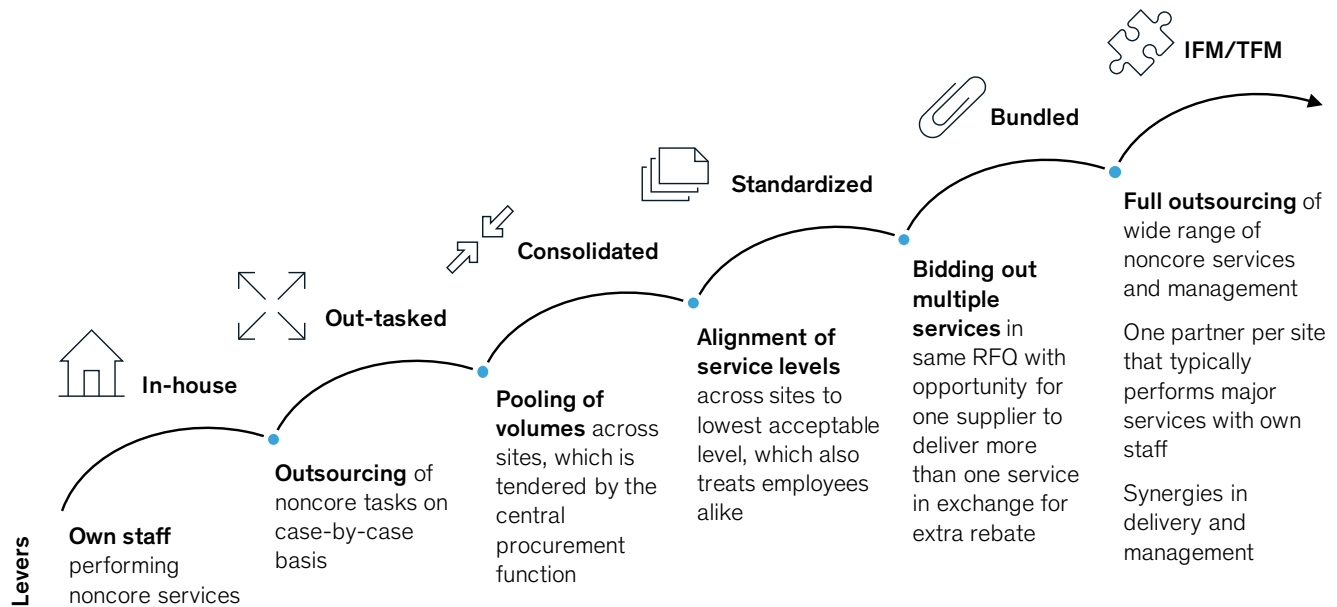 IFM/TFM
Bundled
Standardized
Consolidated
Out-tasked
In-house
Levers
Own staff
performing
noncore services
Outsourcing of
noncore tasks on
case-by-case
basis
Pooling of
volumes across
sites, which is
tendered by the
central
procurement
function
Alignment of
service levels
across sites to
lowest acceptable
level, which also
treats employees
alike
Bidding out
multiple
services in
same RFQ with
opportunity for
one supplier to
deliver more
than one service
in exchange for
extra rebate
Full outsourcing of
wide range of
noncore services
and management
One partner per site
that typically
performs major
services with own
staff
Synergies in
delivery and
management